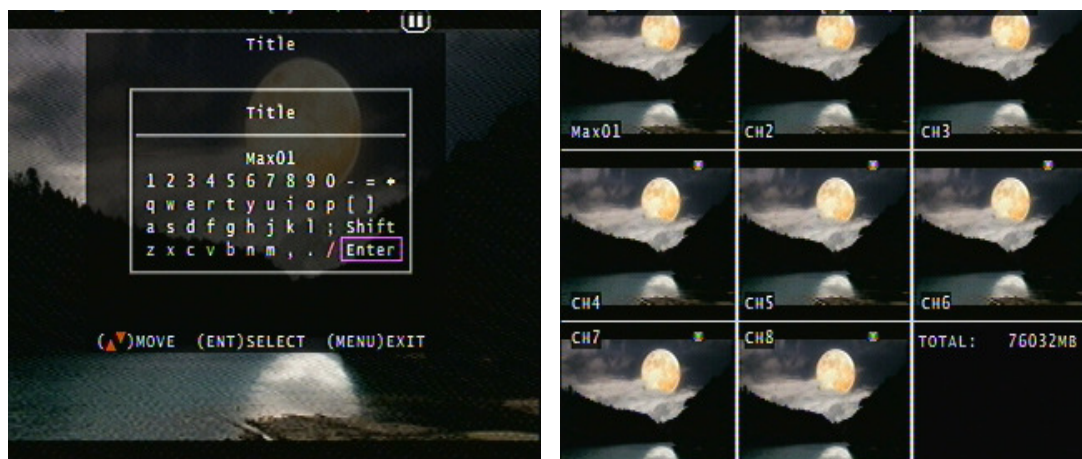 Title
Title
Max01
1 2 3 4 5 6 7 8 9 0 - = ←
q w e r t y u i o p [ ]
a s d f g h j k l ; Shift
z x c v b n m , . / Enter
(▲▼)MOVE (ENT)SELECT (MENU)EXIT
Max01 CH2 CH3
CH4 CH5 CH6
CH7 CH8 TOTAL: 76032MB